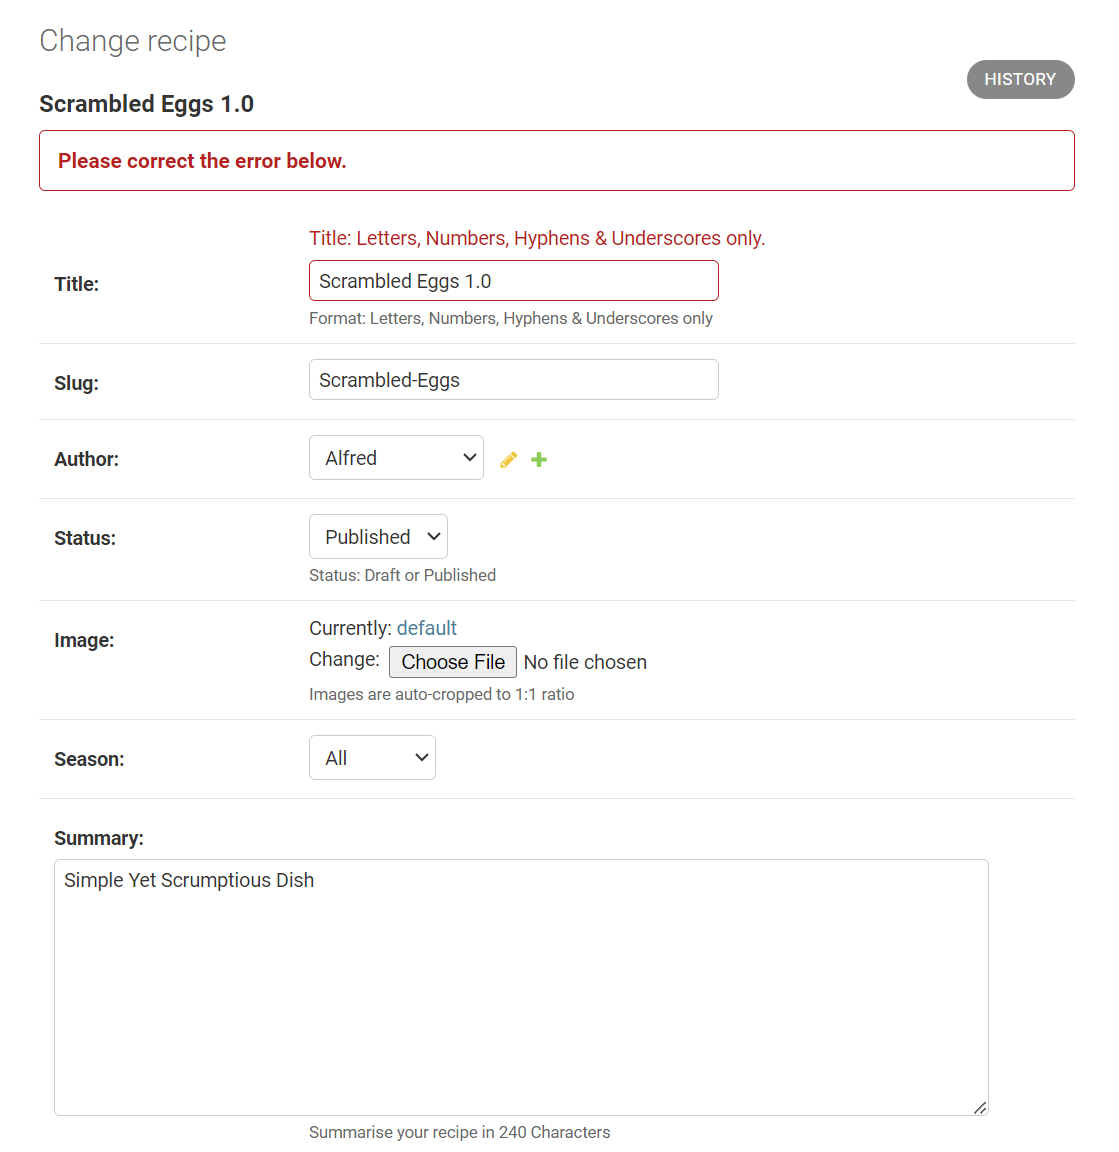 Change recipe
HISTORY
Scrambled Eggs 1.0
Please correct the error below.
Title: Letters, Numbers, Hyphens & Underscores only.
Title: Scrambled Eggs 1.0
Format: Letters, Numbers, Hyphens & Underscores only
Slug: Scrambled-Eggs
Author: Alfred
Status: Published
Status: Draft or Published
Image: Currently: default
Change: Choose File No file chosen
Images are auto-cropped to 1:1 ratio
Season: All
Summary:
Simple Yet Scrumptious Dish
Summarise your recipe in 240 Characters